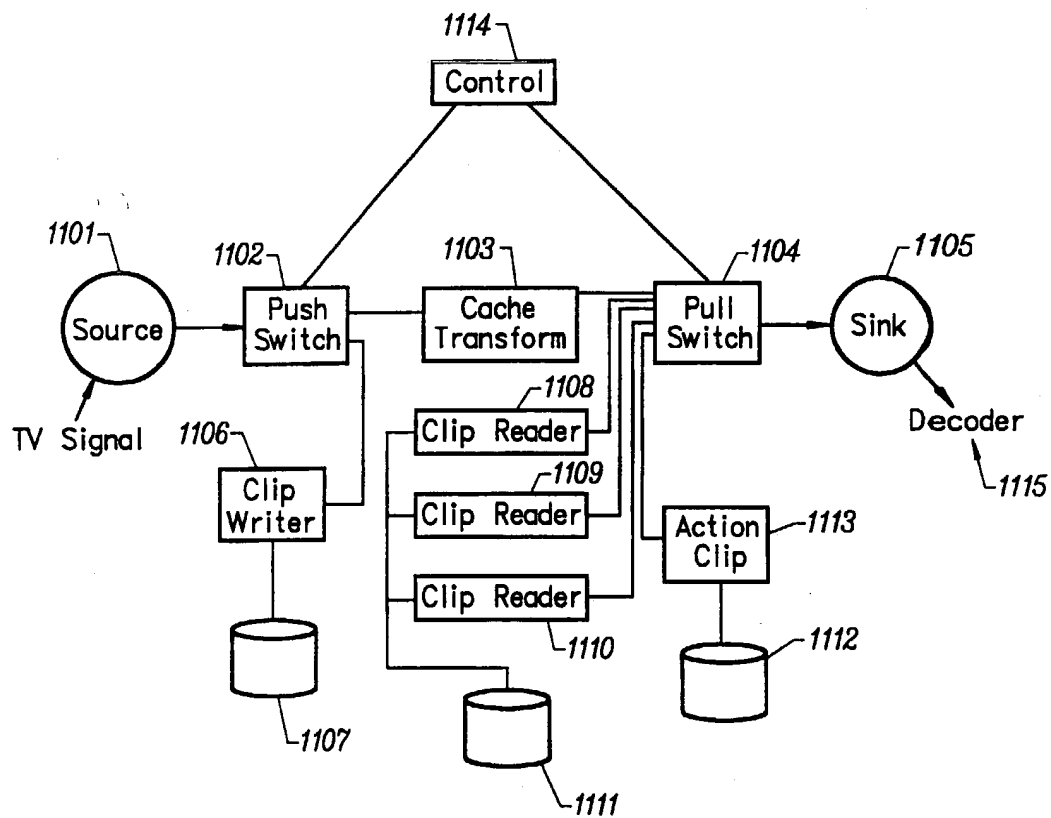 1114
Control
1101
1102
1103
1104
1105
Source
Push
Switch
Cache
Transform
Pull
Switch
Sink
TV Signal
Decoder
1115
1106
Clip
Writer
1107
1108
Clip Reader
1109
Clip Reader
Clip Reader
1110
1111
Action
Clip
1113
1112